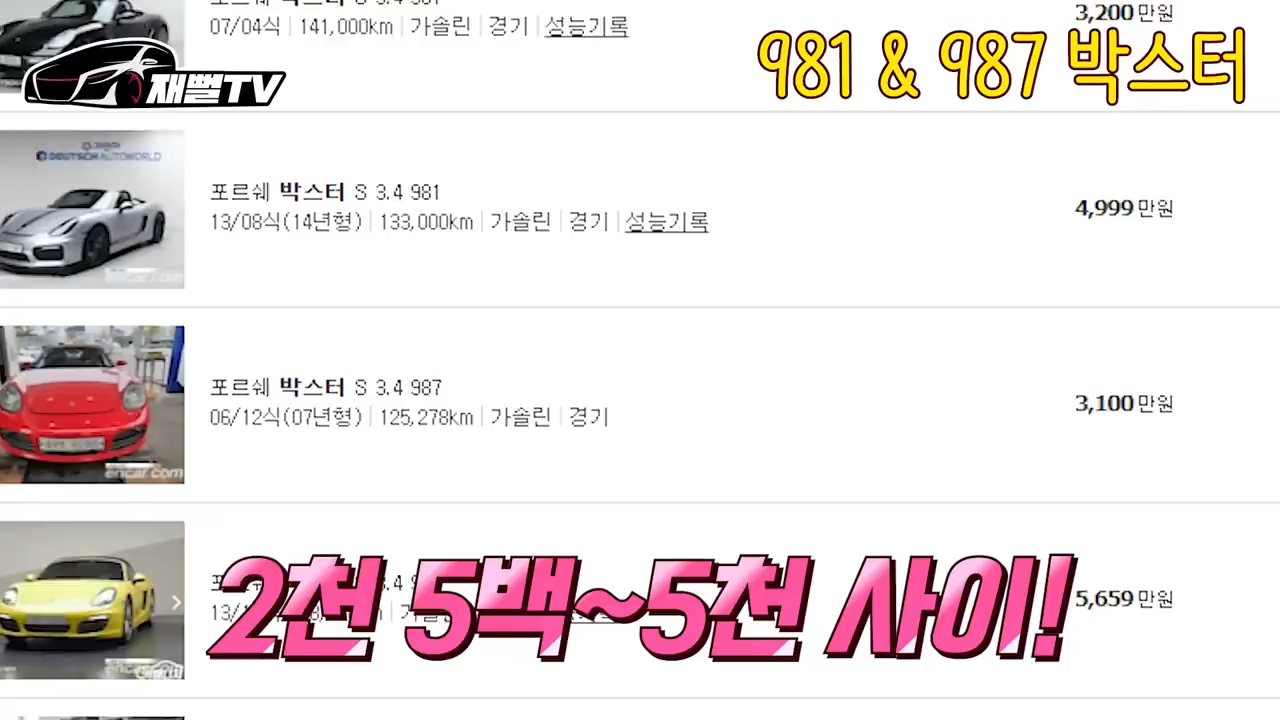 3,200만원
07/04식 | 141,000km | 가솔린 | 경기 | 성능기록
재뻘TV
981 & 987 박스터
DEUTSCH AUTOWORLD
포르쉐 박스터 S 3.4 981
13/08식(14년형) | 133,000km | 가솔린 | 경기 | 성능기록
4,999만원
encar.com
포르쉐 박스터 S 3.4 987
06/12식(07년형) | 125,278km | 가솔린 | 경기
3,100만원
encar.com
2천 5백~5천 사이!
5,659만원